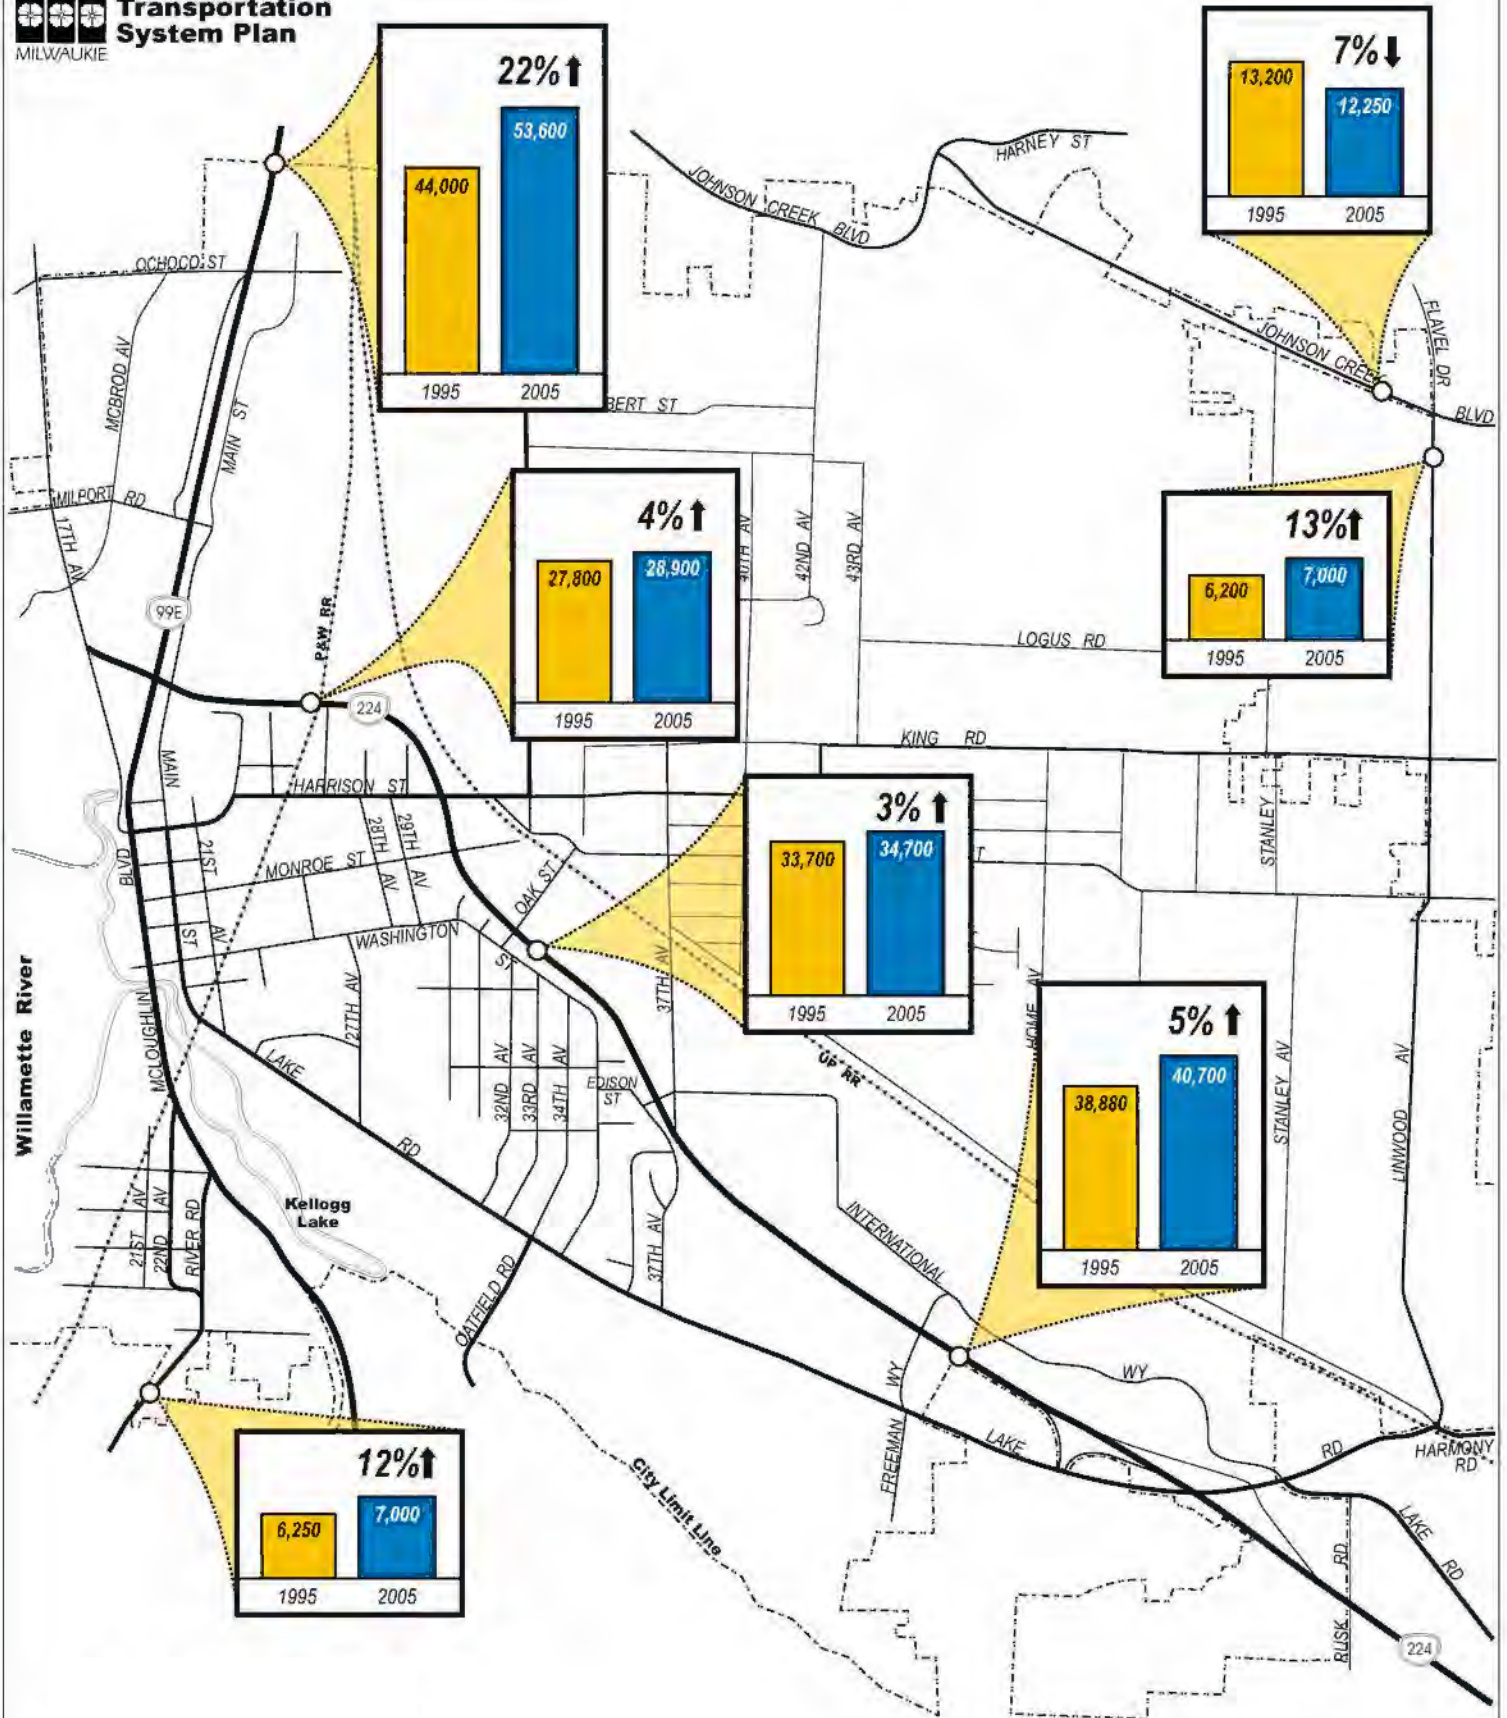 Transportation
System Plan
MILWAUKIE
22%
53,600
44,000
1995
2005
7%
13,200
12,250
1995
2005
HARNEY ST
JOHNSON CREEK BLVD
OCHOCO ST
MCBROD AV
MAIN ST
FLAVEL DR
JOHNSON CREEK
BLVD
BERT ST
MILPORT RD
17TH AV
4%
27,800
28,900
1995
2005
40TH AV
42ND AV
43RD AV
13%
6,200
7,000
1995
2005
99E
P&W RR
224
LOGUS RD
KING RD
MAIN
HARRISON ST
3%
33,700
34,700
1995
2005
STANLEY
BLVD
21ST
28TH AV
29TH AV
MONROE ST
OAK ST
T
ST
AV
WASHINGTON
ST
37TH AV
HOME AV
Willamette River
MCLOUGHLIN
27TH AV
LAKE
32ND AV
33RD AV
34TH AV
EDISON
ST
UP RR
5%
38,880
40,700
1995
2005
STANLEY AV
LINWOOD AV
RD
21ST AV
22ND AV
RIVER RD
Kellogg
Lake
37TH AV
INTERNATIONAL
OATFIELD RD
WY
WY
FREEMAN
LAKE
RD
HARMONY
RD
12%
6,250
7,000
1995
2005
City Limit Line
LAKE
RD
RUSK RD
224